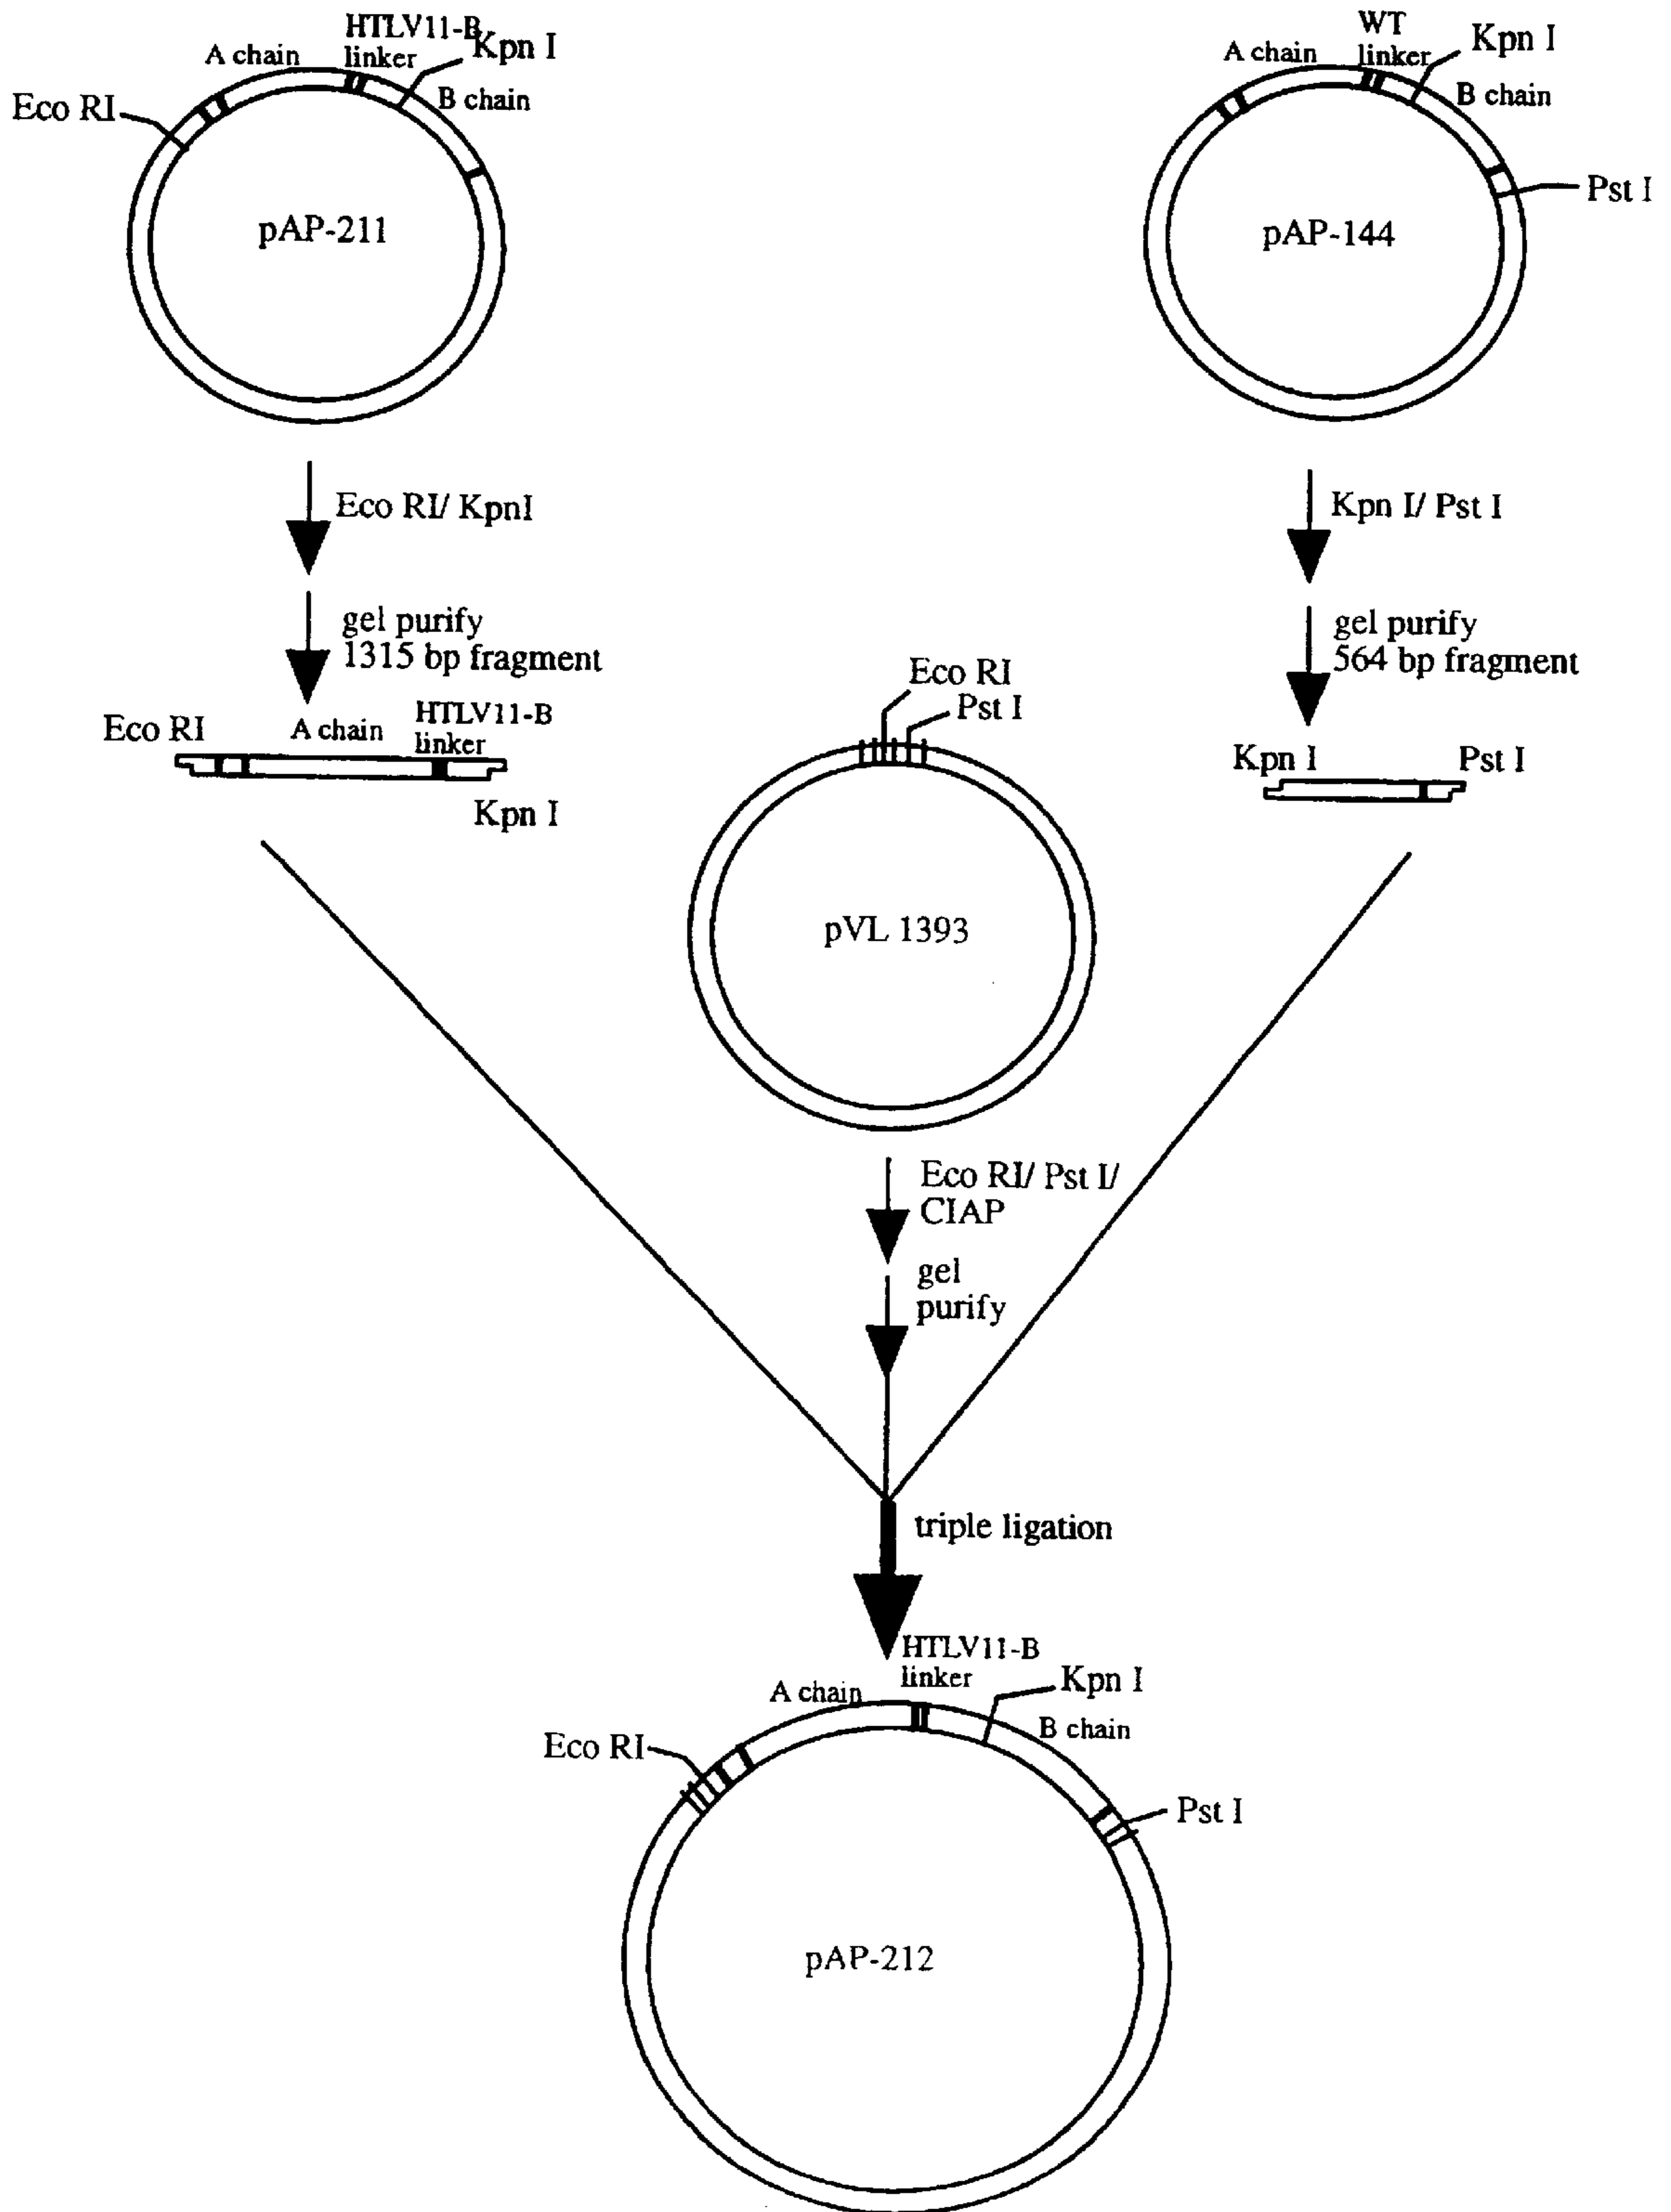 A chain
HTLV11-B
linker
Kpn I
B chain
Eco RI
pAP-211
A chain
WT
linker
Kpn I
B chain
Pst I
pAP-144
Eco RI/ KpnI
gel purify
1315 bp fragment
Kpn I/ Pst I
gel purify
564 bp fragment
Eco RI
A chain
HTLV11-B
linker
Kpn I
Eco RI
Pst I
pVL 1393
Kpn I
Pst I
Eco RI/ Pst I/
CIAP
gel
purify
triple ligation
HTLV11-B
linker
A chain
Kpn I
B chain
Eco RI
Pst I
pAP-212